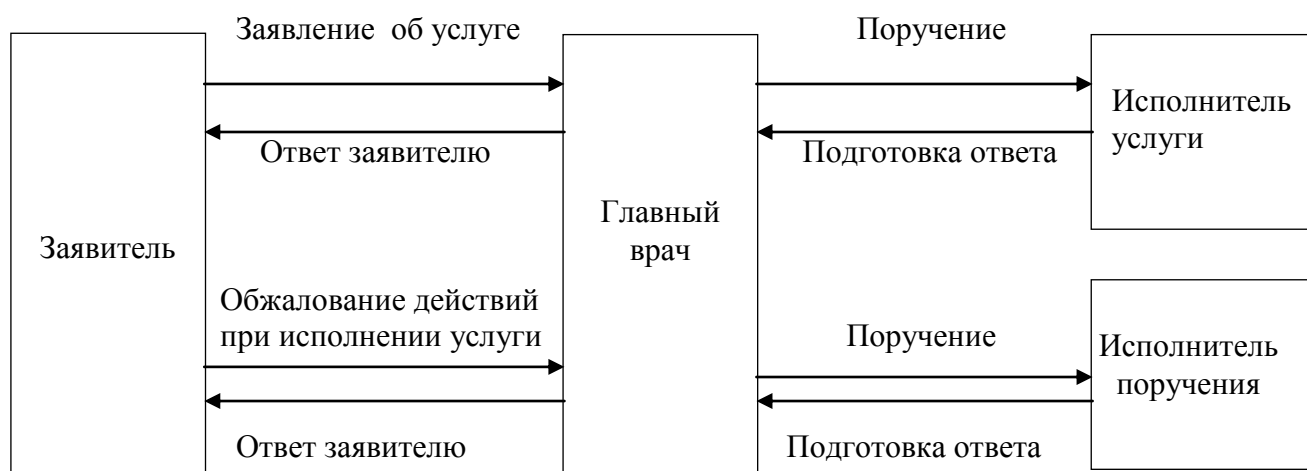 Заявление об услуге
Поручение
Исполнитель
услуги
Ответ заявителю
Подготовка ответа
Заявитель
Главный
врач
Обжалование действий
при исполнении услуги
Поручение
Исполнитель
поручения
Ответ заявителю
Подготовка ответа